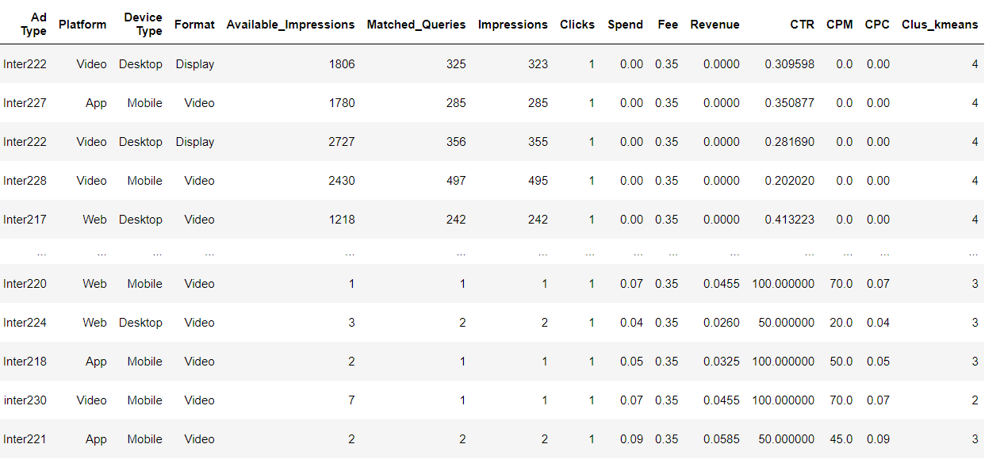 Ad Type Platform Device Type Format Available_Impressions Matched_Queries Impressions Clicks Spend Fee Revenue CTR CPM CPC Clus_kmeans
Inter222 Video Desktop Display 1806 325 323 1 0.00 0.35 0.0000 0.309598 0.0 0.00 4
Inter227 App Mobile Video 1780 285 285 1 0.00 0.35 0.0000 0.350877 0.0 0.00 4
Inter222 Video Desktop Display 2727 356 355 1 0.00 0.35 0.0000 0.281690 0.0 0.00 4
Inter228 Video Mobile Video 2430 497 495 1 0.00 0.35 0.0000 0.202020 0.0 0.00 4
Inter217 Web Desktop Video 1218 242 242 1 0.00 0.35 0.0000 0.413223 0.0 0.00 4
... ... ... ... ... ... ... ... ... ... ... ... ... ... ...
Inter220 Web Mobile Video 1 1 1 1 0.07 0.35 0.0455 100.000000 70.0 0.07 3
Inter224 Web Desktop Video 3 2 2 1 0.04 0.35 0.0260 50.000000 20.0 0.04 3
Inter218 App Mobile Video 2 1 1 1 0.05 0.35 0.0325 100.000000 50.0 0.05 3
inter230 Video Mobile Video 7 1 1 1 0.07 0.35 0.0455 100.000000 70.0 0.07 2
Inter221 App Mobile Video 2 2 2 1 0.09 0.35 0.0585 50.000000 45.0 0.09 3